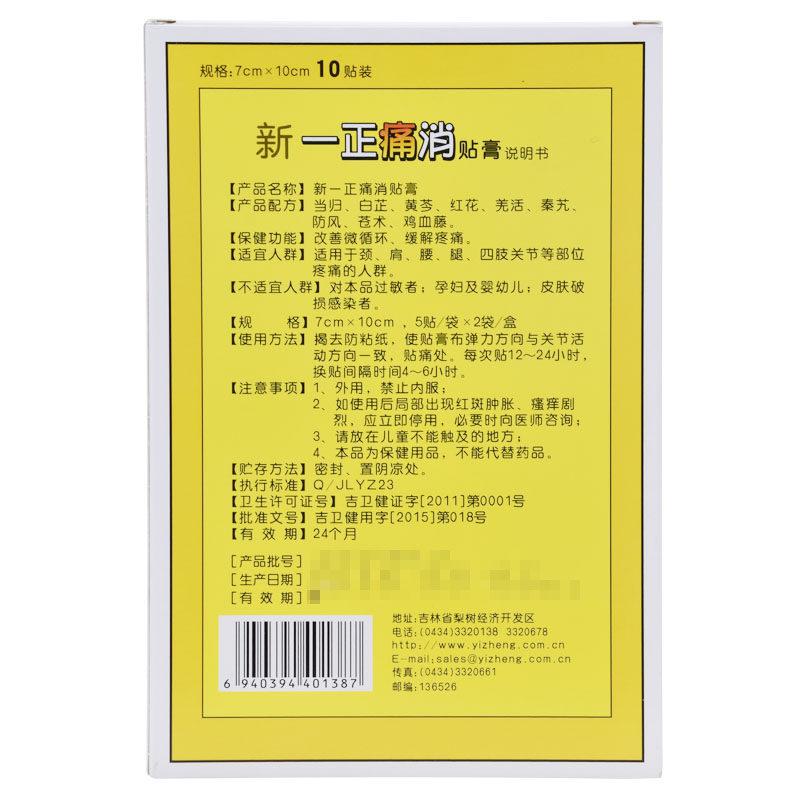 规格:7cm×10cm 10贴装
新一正痛消贴膏说明书
【产品名称】新一正痛消贴膏
【产品配方】当归、白芷、黄芩、红花、羌活、秦艽、
防风、苍术、鸡血藤。
【保健功能】改善微循环、缓解疼痛。
【适宜人群】适用于颈、肩、腰、腿、四肢关节等部位
疼痛的人群。
【不适宜人群】对本品过敏者；孕妇及婴幼儿；皮肤破
损感染者。
【规 格】7cm×10cm，5贴/袋×2袋/盒
【使用方法】揭去防粘纸，使贴膏布弹力方向与关节活
动方向一致，贴痛处。每次贴12～24小时，
换贴间隔时间4～6小时。
【注意事项】1、外用，禁止内服；
2、如使用后局部出现红斑肿胀、瘙痒剧
烈，应立即停用，必要时向医师咨询；
3、请放在儿童不能触及的地方；
4、本品为保健用品，不能代替药品。
【贮存方法】密封、置阴凉处。
【执行标准】Q/JLYZ23
【卫生许可证号】吉卫健证字[2011]第0001号
【批准文号】吉卫健用字[2015]第018号
【有 效 期】24个月
[产品批号]
[生产日期]
[有 效 期]
地址:吉林省梨树经济开发区
电话:(0434)3320138 3320678
http://www.yizheng.com.cn
E-mail:sales@yizheng.com.cn
传真:(0434)3320661
邮编:136526
6 940394 401387